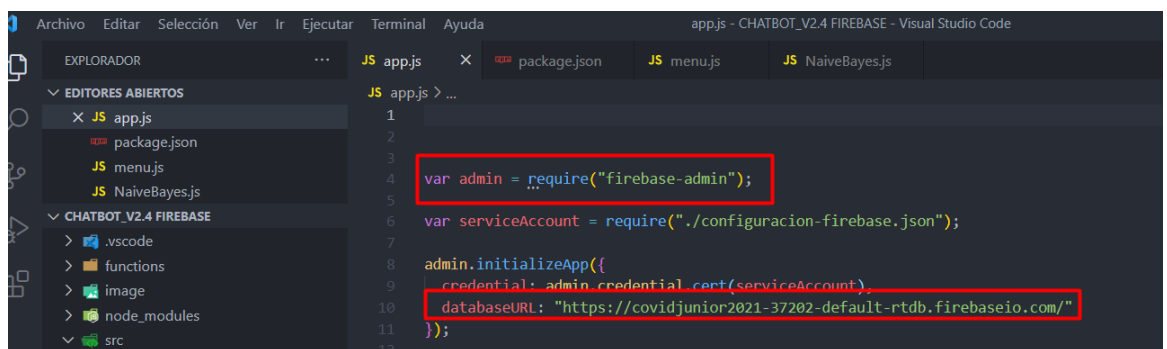 Archivo Editar Selección Ver Ir Ejecutar Terminal Ayuda app.js - CHATBOT_V2.4 FIREBASE - Visual Studio Code
EXPLORADOR ...
JS app.js × package.json JS menu.js JS NaiveBayes.js
EDITORES ABIERTOS
JS app.js > ...
× JS app.js
package.json
JS menu.js
JS NaiveBayes.js
CHATBOT_V2.4 FIREBASE
.vscode
functions
image
node_modules
src
1
2
3
4 var admin = require("firebase-admin");
5
6 var serviceAccount = require("./configuracion-firebase.json");
7
8 admin.initializeApp({
9 credential: admin.credential.cert(serviceAccount),
10 databaseURL: "https://covidjunior2021-37202-default-rtdb.firebaseio.com/"
11 });
12